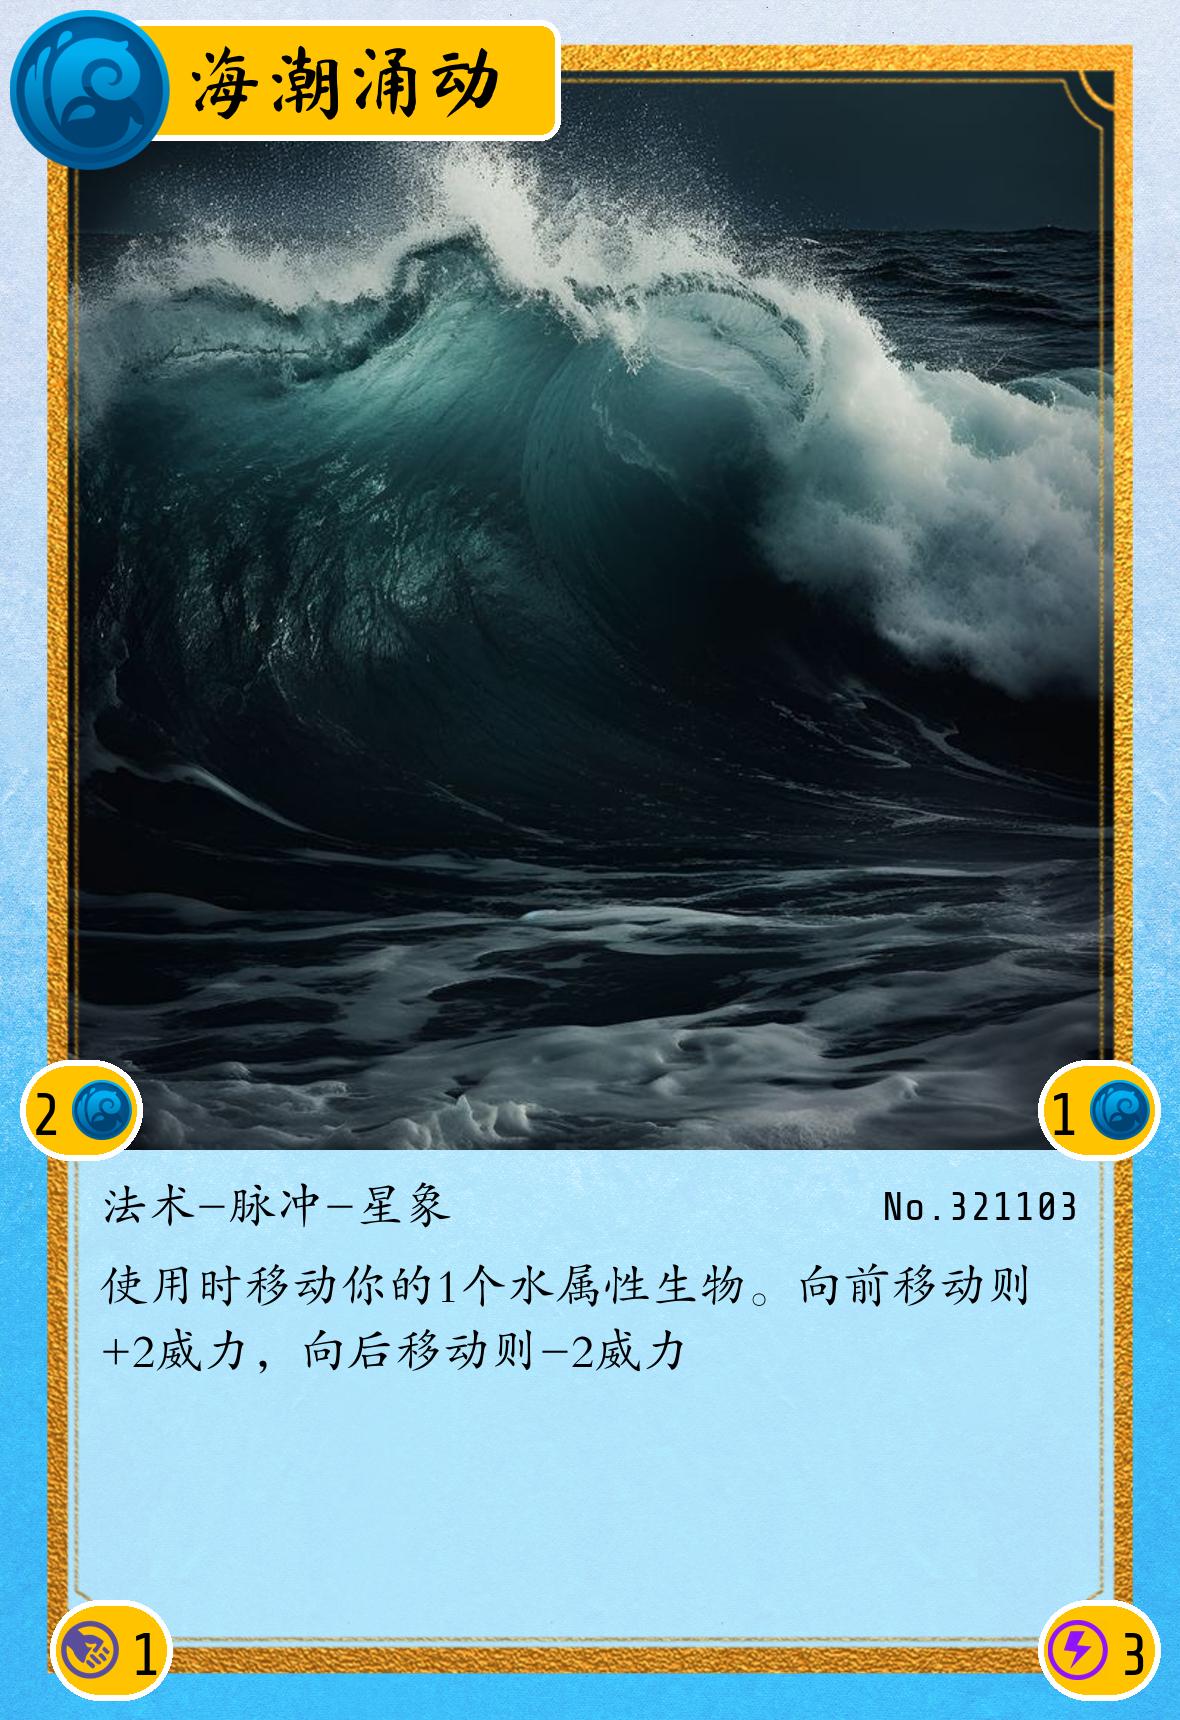 海潮涌动
2
1
法术-脉冲-星象
No.321103
使用时移动你的1个水属性生物。向前移动则
+2威力，向后移动则-2威力
1
3